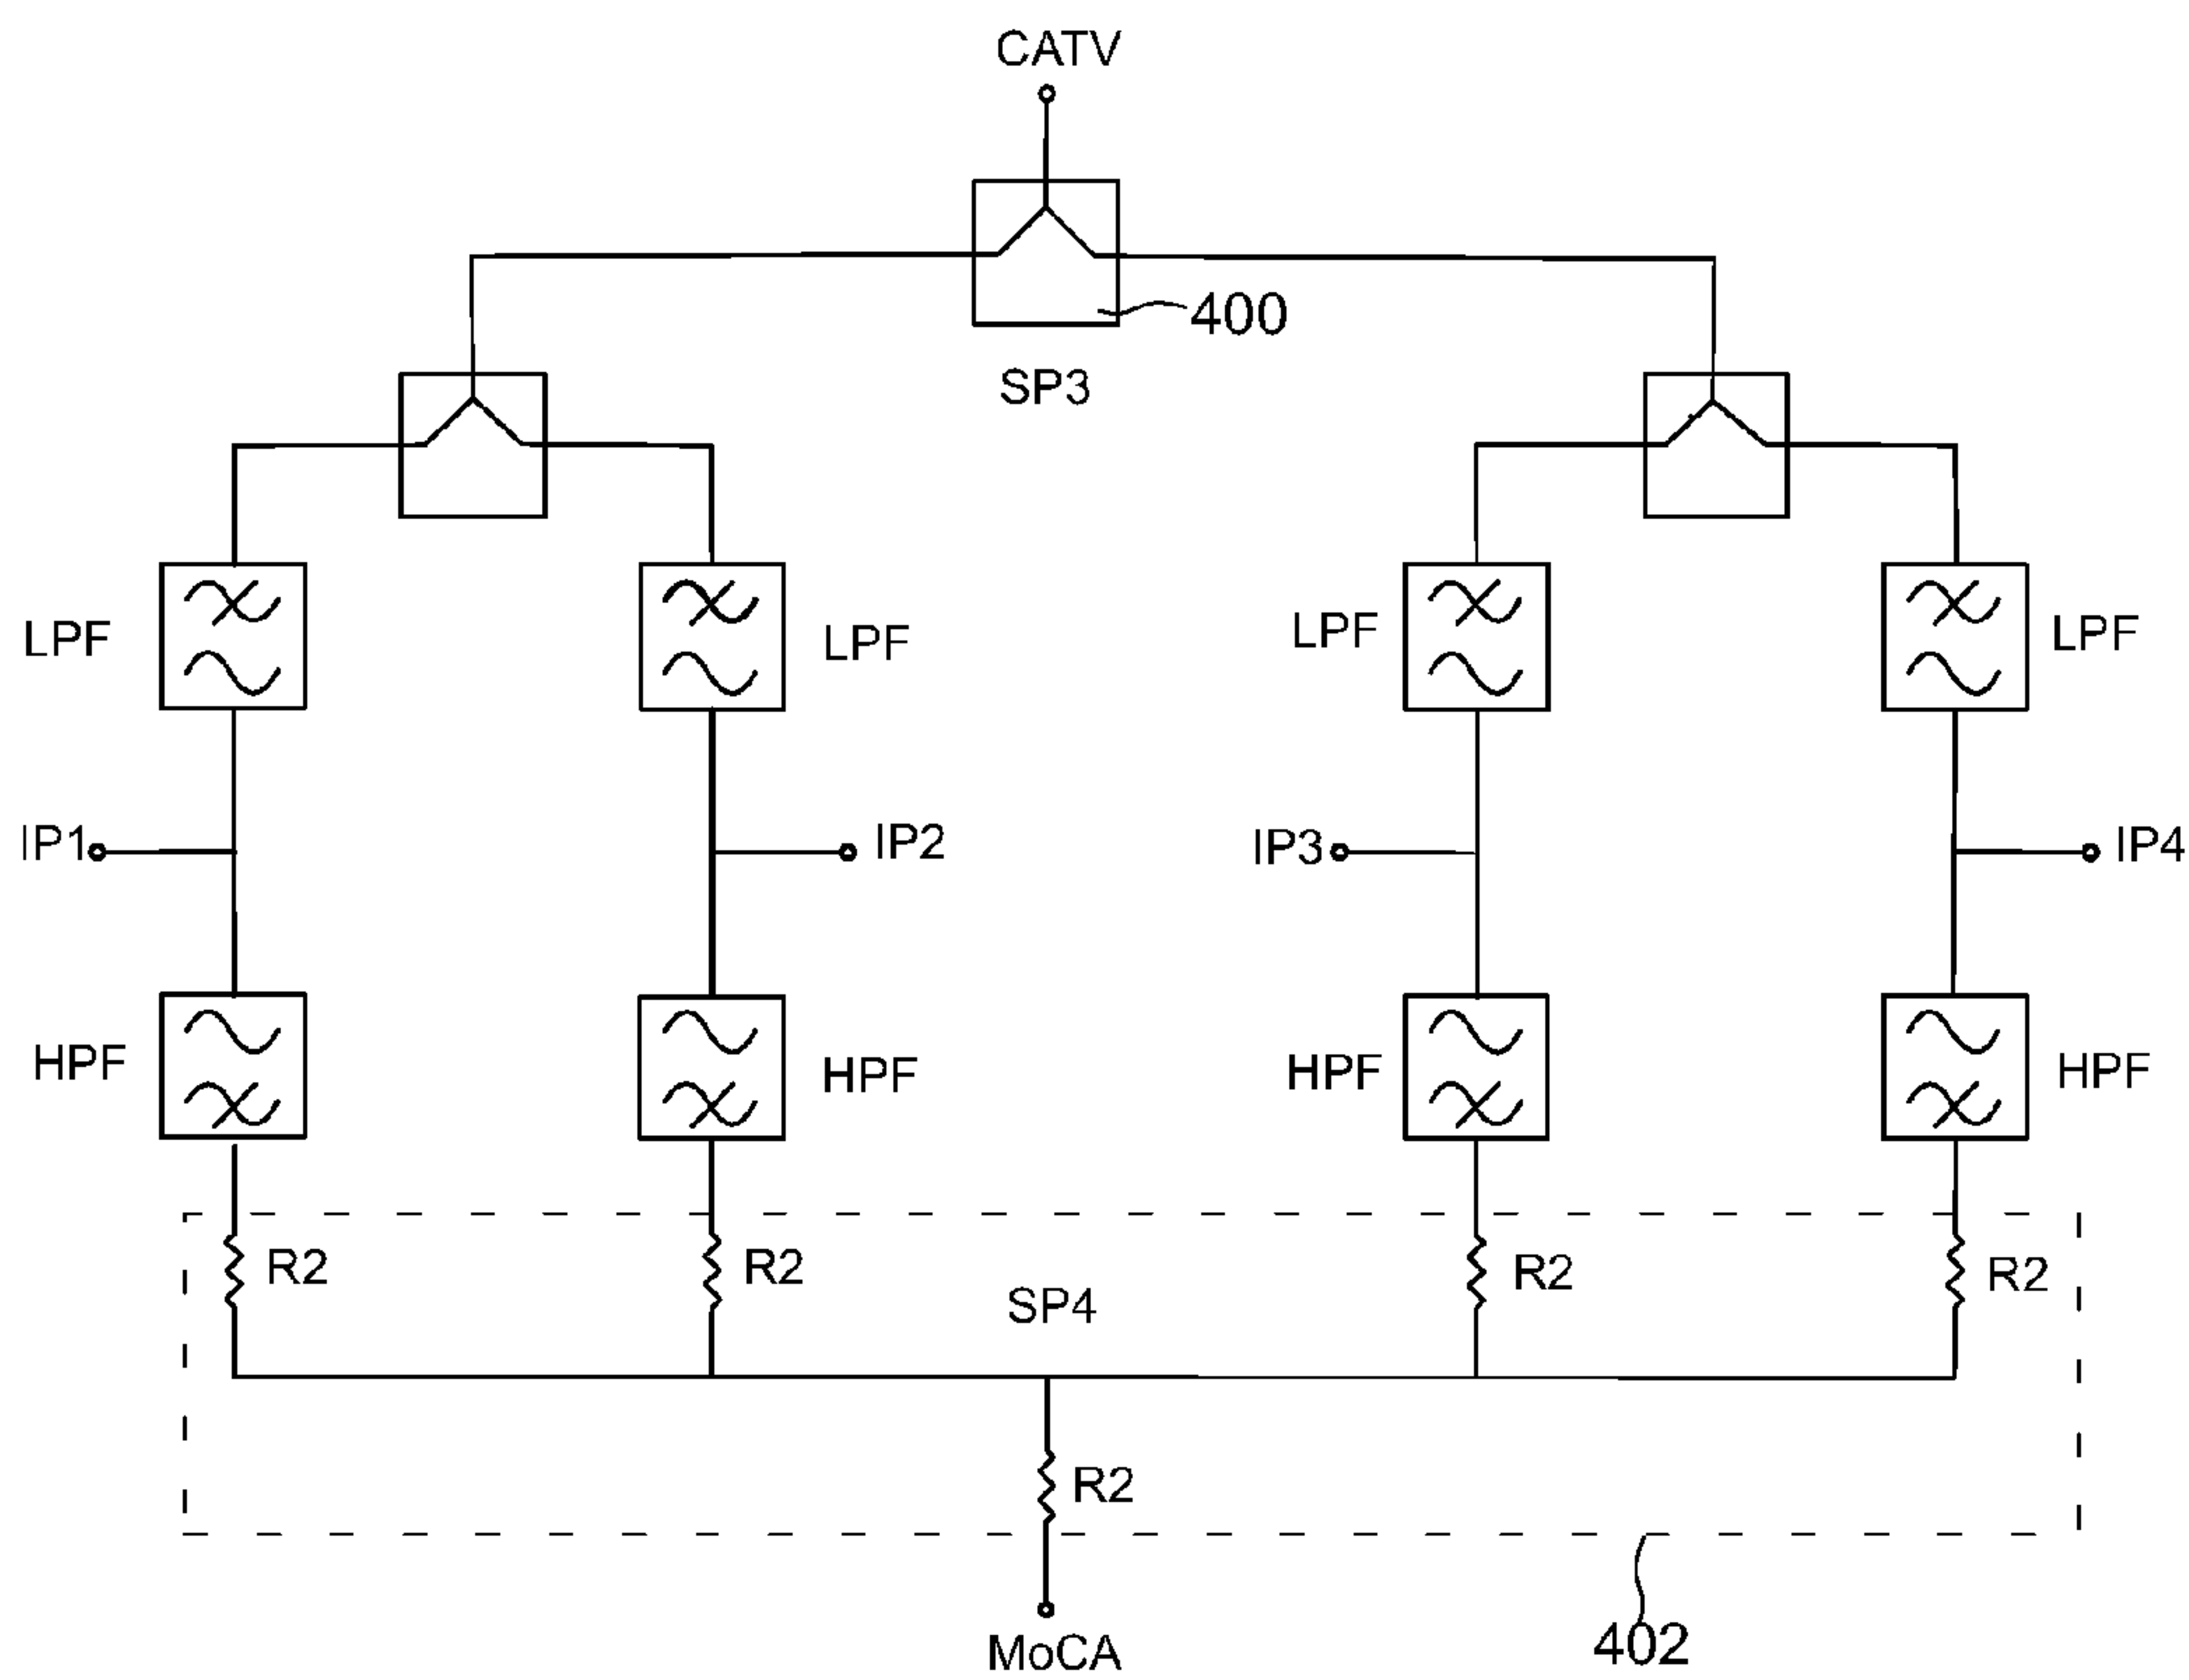 CATV
400
SP3
LPF
LPF
LPF
LPF
IP1
IP2
IP3
IP4
HPF
HPF
HPF
HPF
R2
R2
R2
R2
SP4
R2
402
MoCA